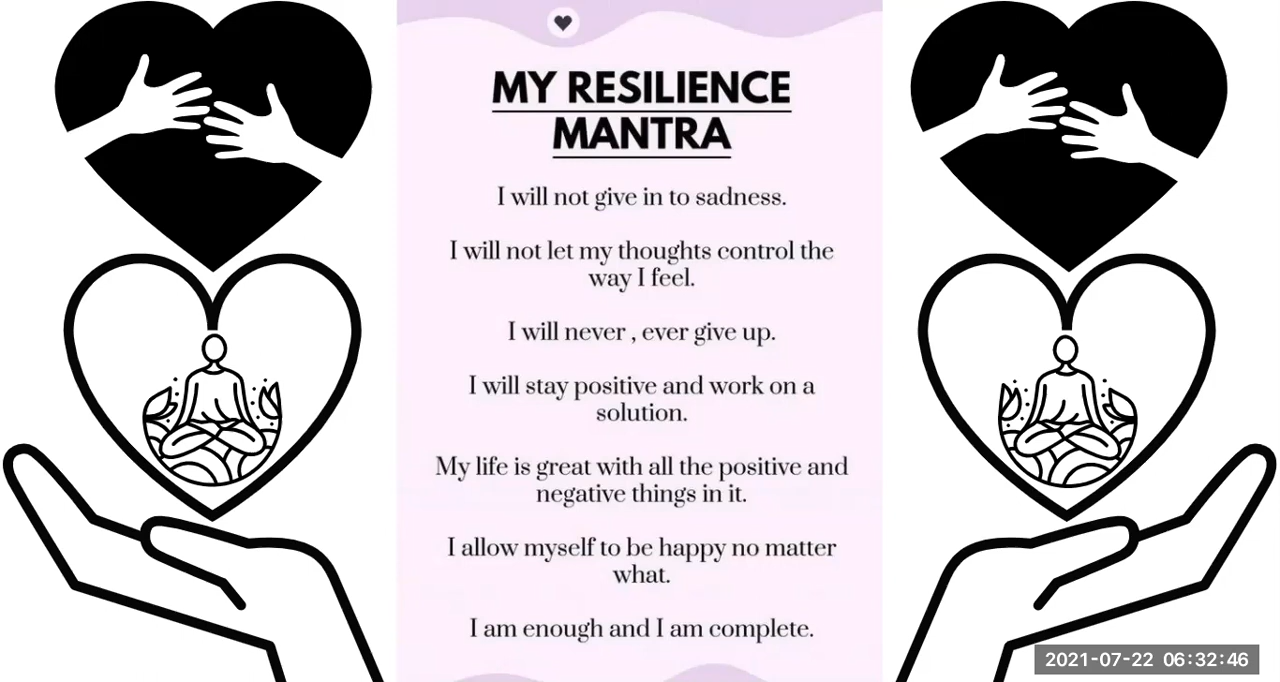 MY RESILIENCE
MANTRA
I will not give in to sadness.
I will not let my thoughts control the
way I feel.
I will never , ever give up.
I will stay positive and work on a
solution.
My life is great with all the positive and
negative things in it.
I allow myself to be happy no matter
what.
I am enough and I am complete.
2021-07-22 06:32:46